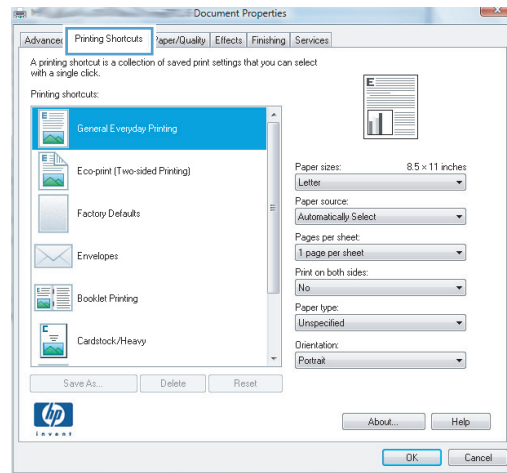 Document Properties
Advanced Printing Shortcuts Paper/Quality Effects Finishing Services
A printing shortcut is a collection of saved print settings that you can select
with a single click.
Printing shortcuts:
E
General Everyday Printing
Eco-print (Two-sided Printing)
Factory Defaults
Envelopes
Booklet Printing
Cardstock/Heavy
Save As... Delete Reset
E
Paper sizes: 8.5 × 11 inches
Letter
Paper source:
Automatically Select
Pages per sheet:
1 page per sheet
Print on both sides:
No
Paper type:
Unspecified
Orientation:
Portrait
hp
invent
About... Help
OK Cancel